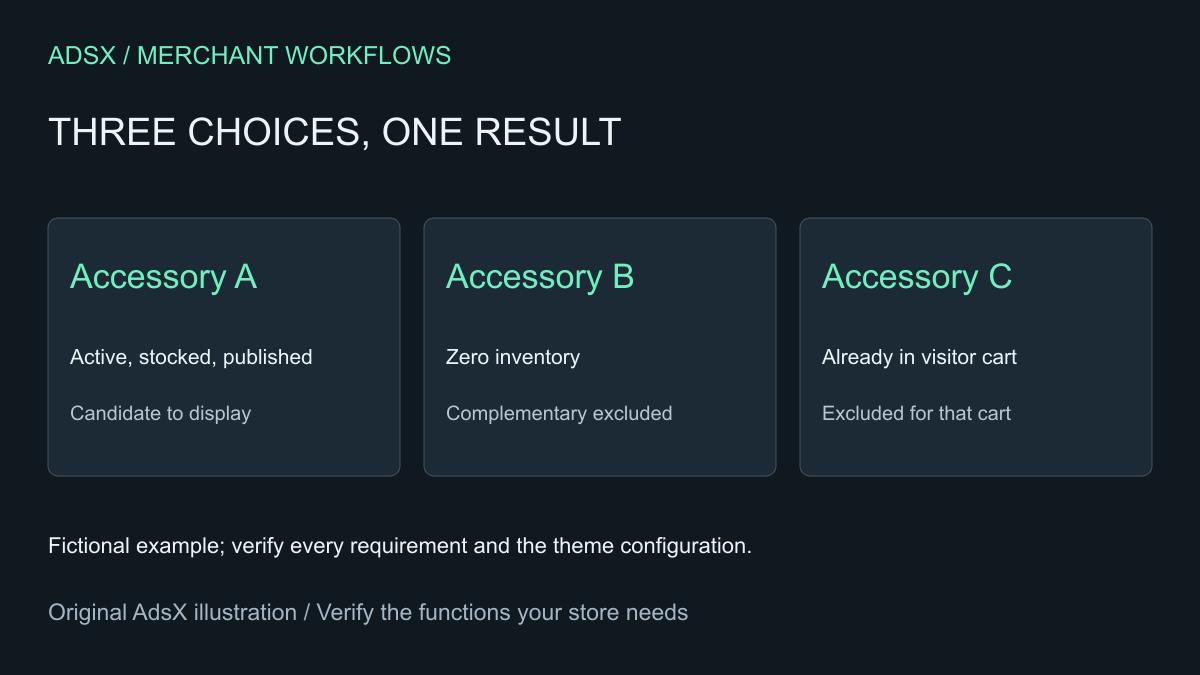 ADSX / MERCHANT WORKFLOWS
THREE CHOICES, ONE RESULT
Accessory A
Active, stocked, published
Candidate to display
Accessory B
Zero inventory
Complementary excluded
Accessory C
Already in visitor cart
Excluded for that cart
Fictional example; verify every requirement and the theme configuration.
Original AdsX illustration / Verify the functions your store needs